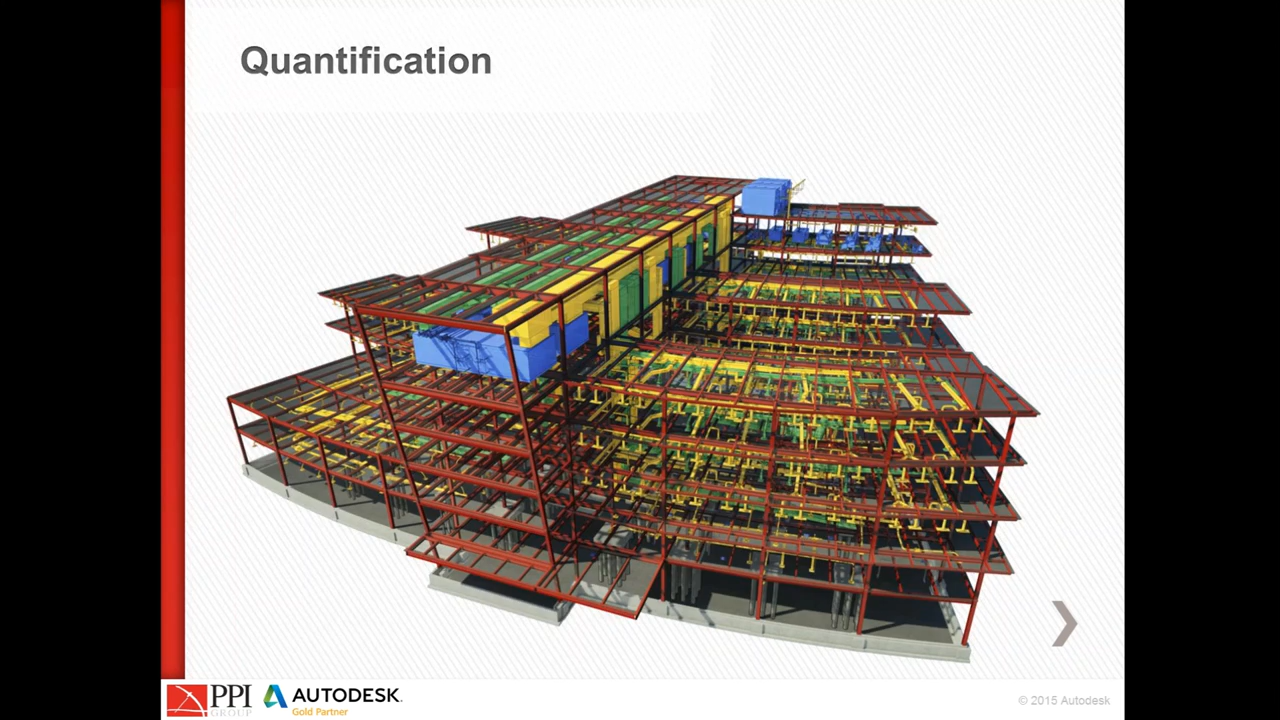 Quantification
PPI
GROUP
AUTODESK.
Gold Partner
© 2015 Autodesk